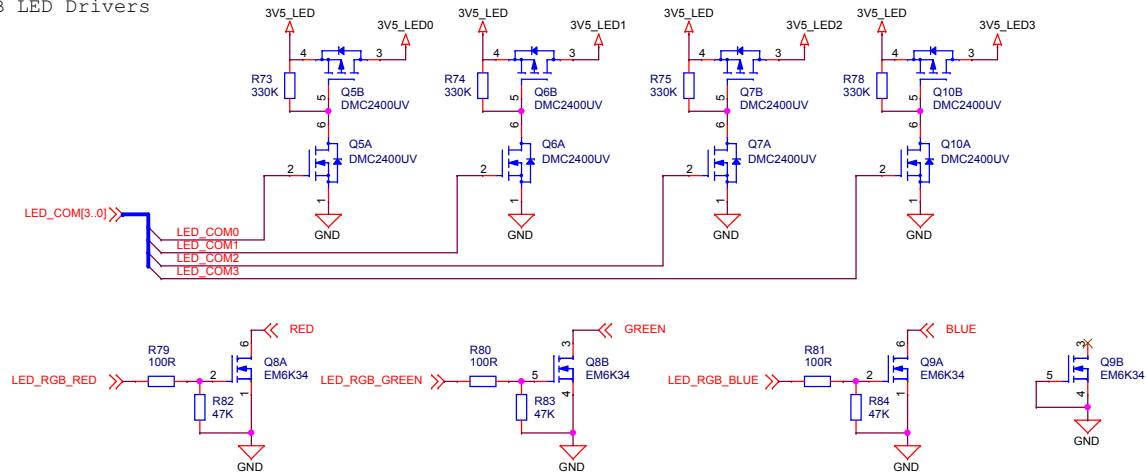 B LED Drivers
3V5_LED 3V5_LED0 3V5_LED 3V5_LED1 3V5_LED 3V5_LED2 3V5_LED 3V5_LED3
4 3 4 3 4 3 4 3
R73 330K R74 330K R75 330K R78 330K
5 Q5B DMC2400UV 5 Q6B DMC2400UV 5 Q7B DMC2400UV 5 Q10B DMC2400UV
6 Q5A DMC2400UV 6 Q6A DMC2400UV 6 Q7A DMC2400UV 6 Q10A DMC2400UV
2 2 2 2
1 1 1 1
GND GND GND GND
LED_COM[3..0]
LED_COM0
LED_COM1
LED_COM2
LED_COM3
RED GREEN BLUE
6 3 6 3
R79 100R Q8A EM6K34 R80 100R Q8B EM6K34 R81 100R Q9A EM6K34 Q9B EM6K34
LED_RGB_RED 2 LED_RGB_GREEN 5 LED_RGB_BLUE 2 5
1 4 1 4
R82 47K R83 47K R84 47K
GND GND GND GND